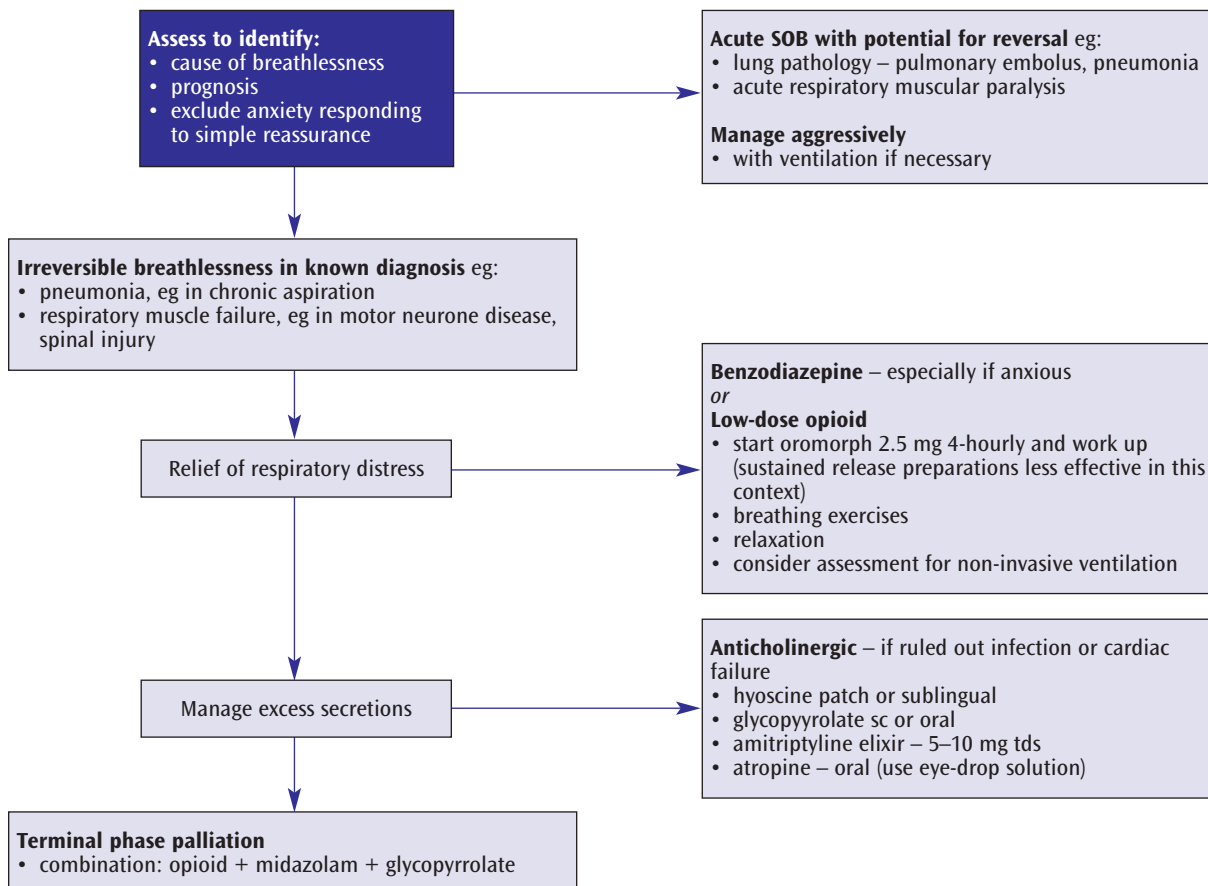 Assess to identify:
• cause of breathlessness
• prognosis
• exclude anxiety responding
to simple reassurance
Acute SOB with potential for reversal eg:
• lung pathology – pulmonary embolus, pneumonia
• acute respiratory muscular paralysis
Manage aggressively
• with ventilation if necessary
Irreversible breathlessness in known diagnosis eg:
• pneumonia, eg in chronic aspiration
• respiratory muscle failure, eg in motor neurone disease,
spinal injury
Relief of respiratory distress
Benzodiazepine – especially if anxious
or
Low-dose opioid
• start oromorph 2.5 mg 4-hourly and work up
(sustained release preparations less effective in this
context)
• breathing exercises
• relaxation
• consider assessment for non-invasive ventilation
Manage excess secretions
Anticholinergic – if ruled out infection or cardiac
failure
• hyoscine patch or sublingual
• glycopyyrolate sc or oral
• amitriptyline elixir – 5–10 mg tds
• atropine – oral (use eye-drop solution)
Terminal phase palliation
• combination: opioid + midazolam + glycopyrrolate